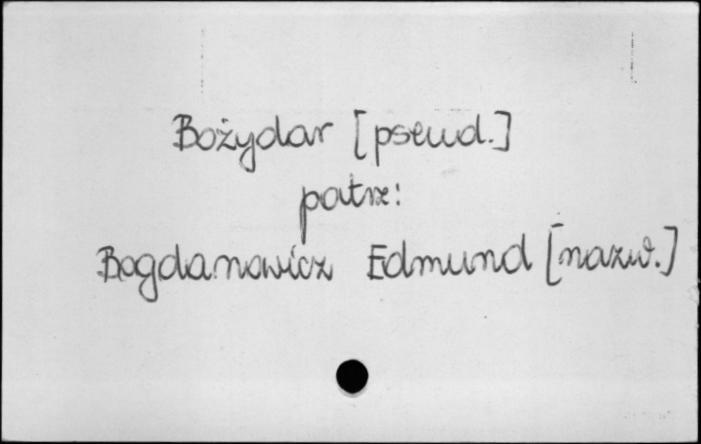 Bożydar [pseud.]
patrz:
Bogdanowicz Edmund [nazw.]